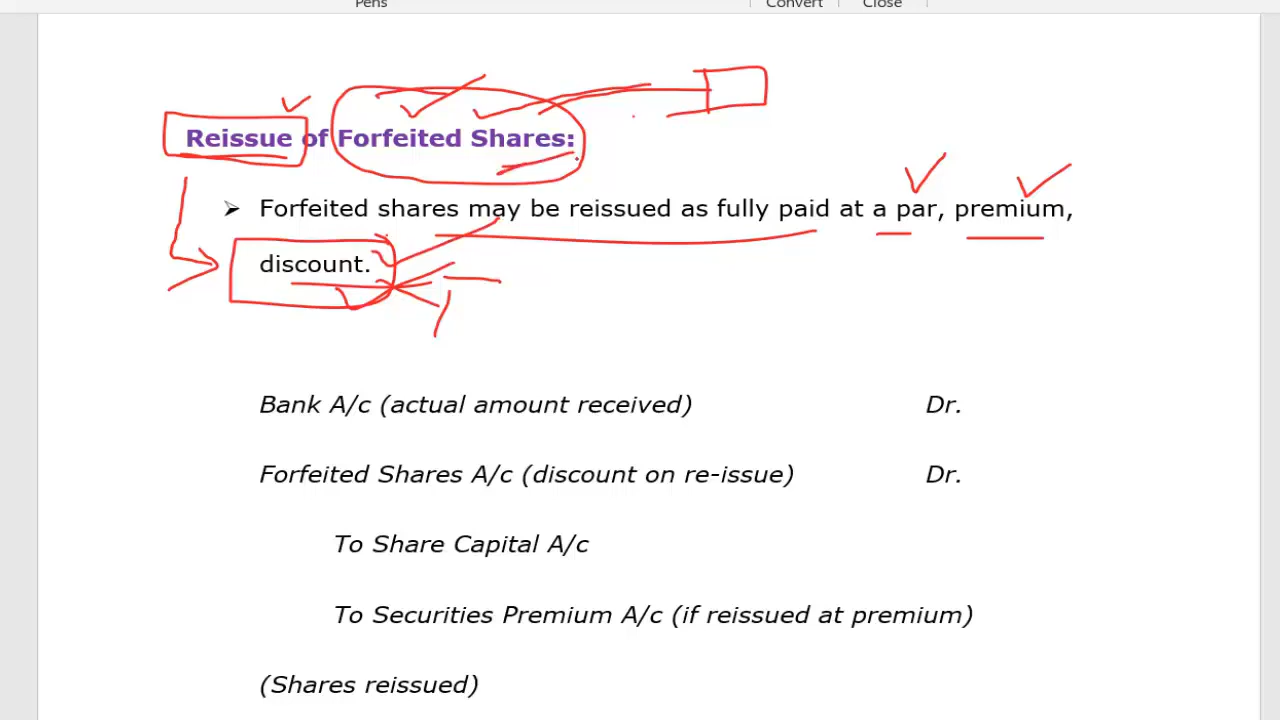 Pens Convert Close
Reissue of Forfeited Shares:
➢ Forfeited shares may be reissued as fully paid at a par, premium,
discount.
Bank A/c (actual amount received) Dr.
Forfeited Shares A/c (discount on re-issue) Dr.
To Share Capital A/c
To Securities Premium A/c (if reissued at premium)
(Shares reissued)